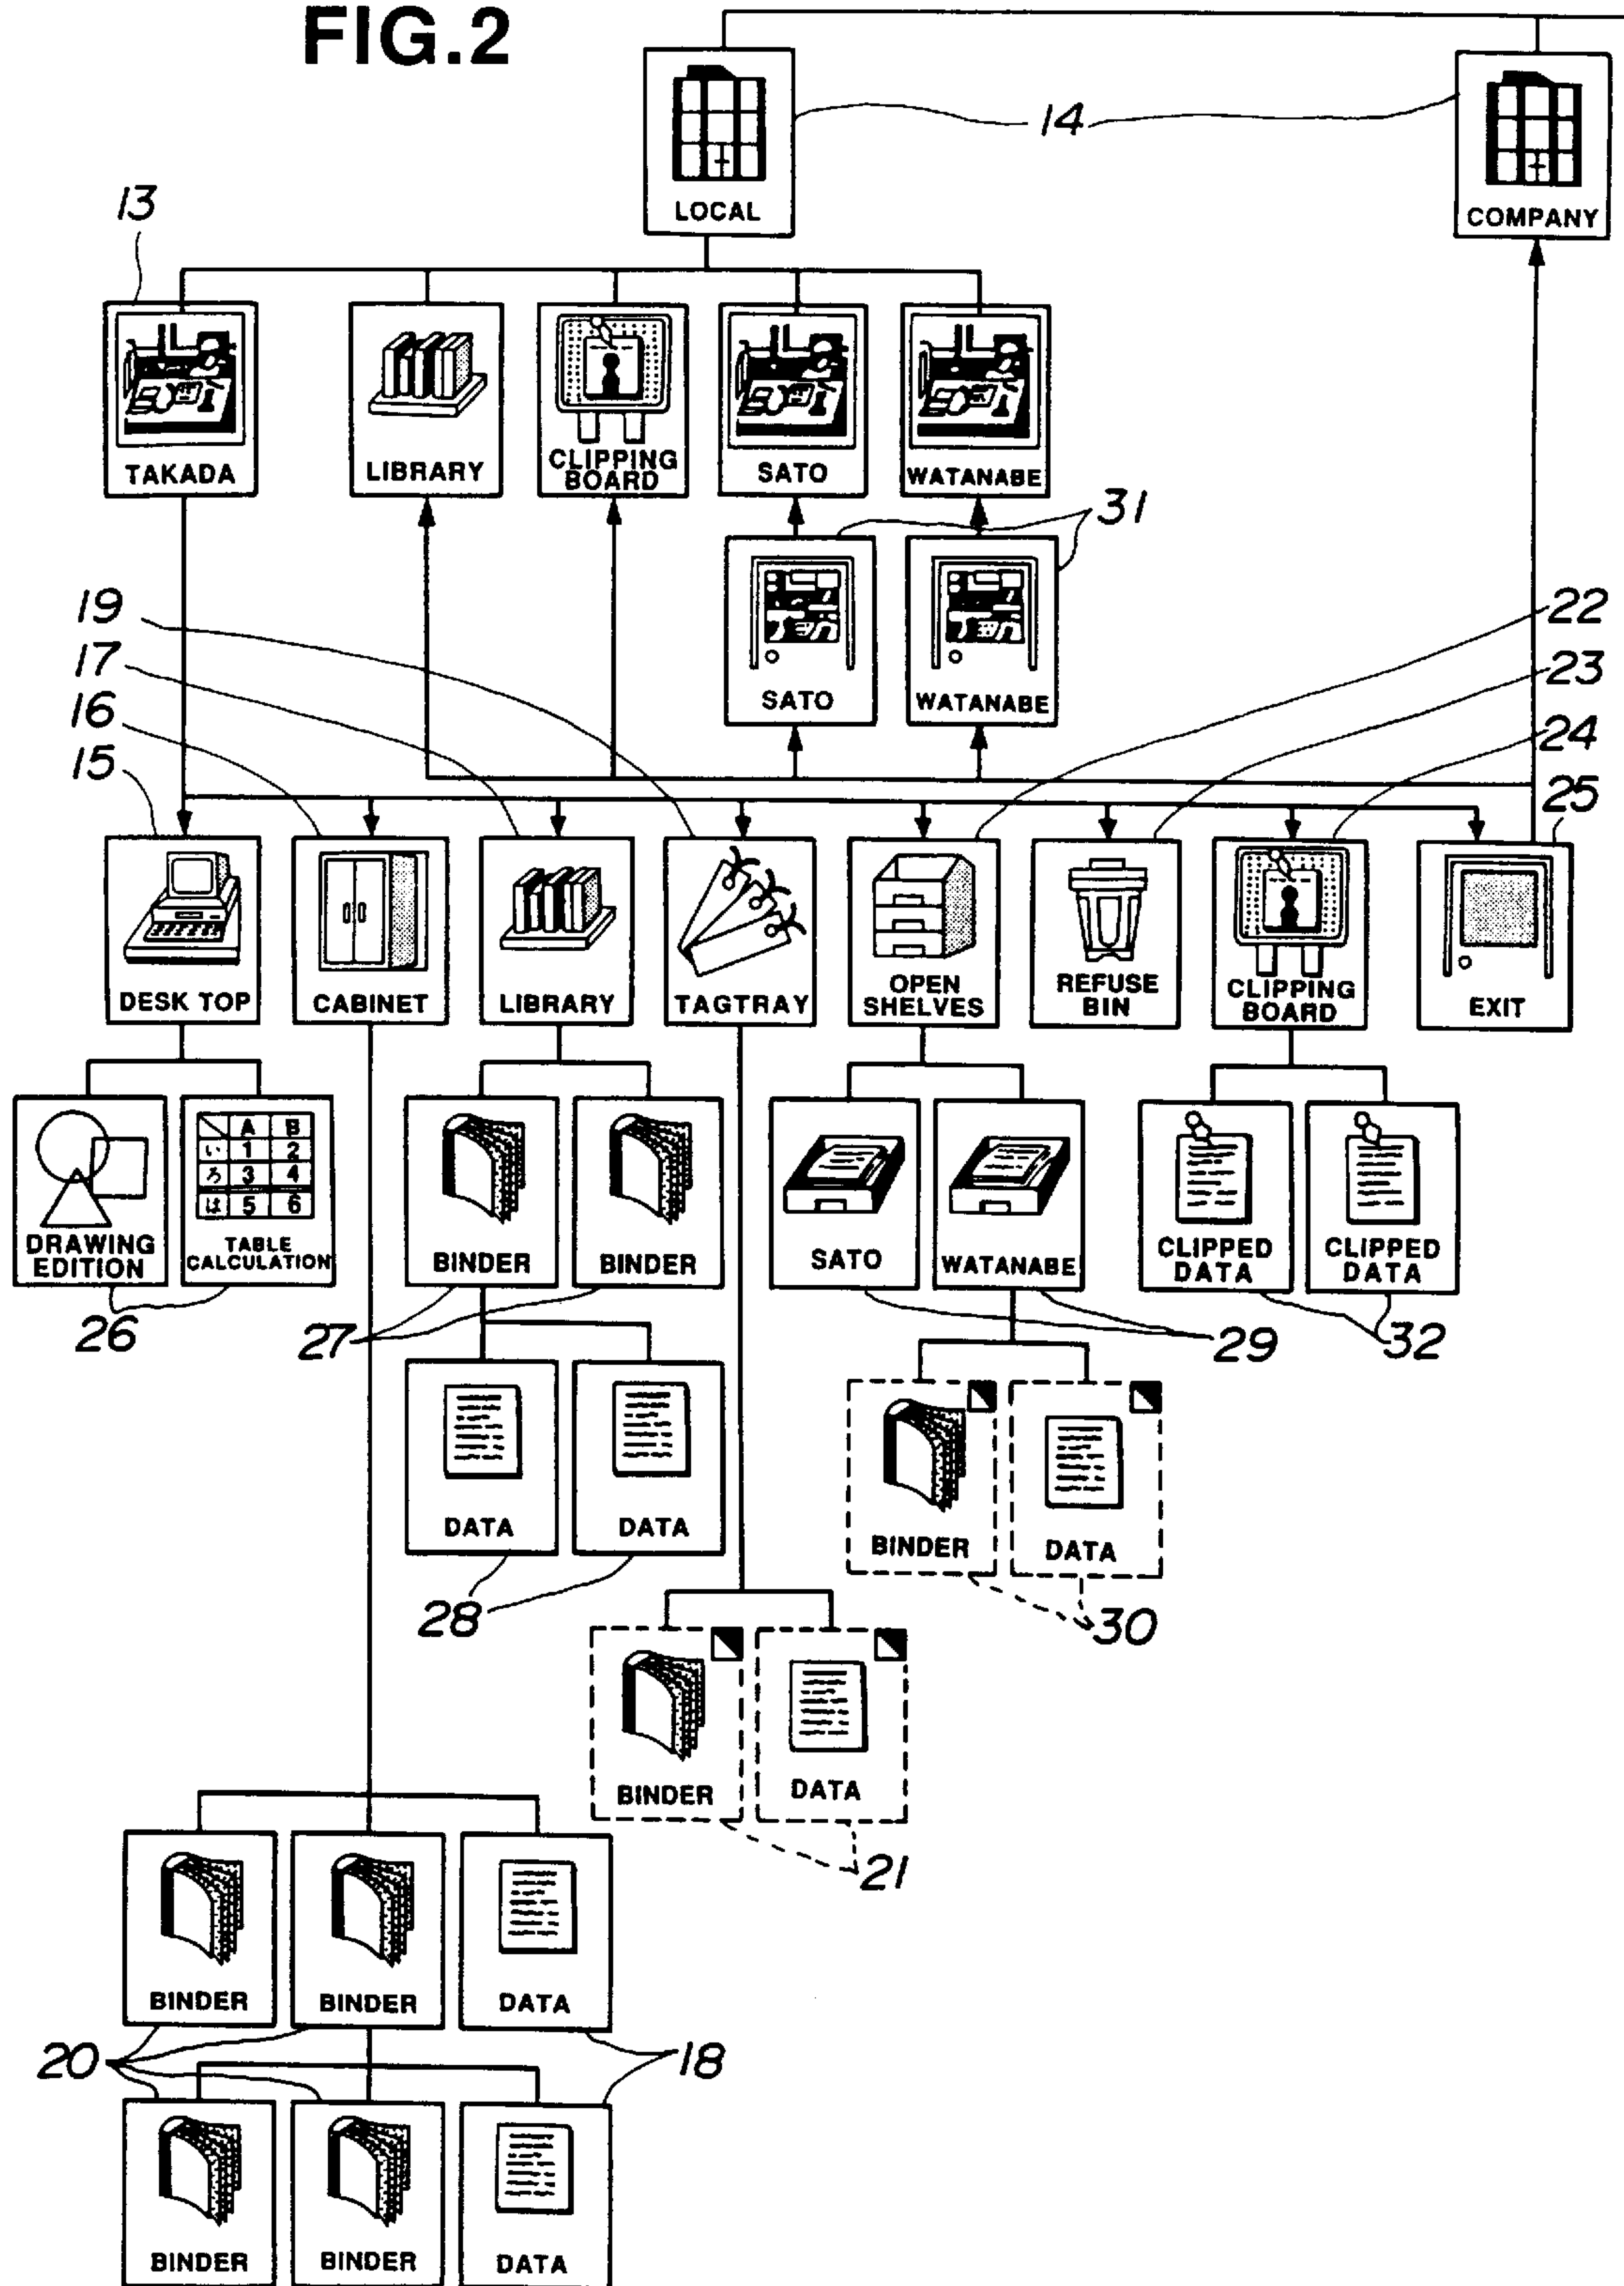 FIG.2
14
LOCAL
COMPANY
13
TAKADA
LIBRARY
CLIPPING
BOARD
SATO
WATANABE
31
19
17
16
15
SATO
WATANABE
22
23
24
25
DESK TOP
CABINET
LIBRARY
TAGTRAY
OPEN
SHELVES
REFUSE
BIN
CLIPPING
BOARD
EXIT
DRAWING
EDITION
A B
い 1 2
ろ 3 4
は 5 6
TABLE
CALCULATION
BINDER
BINDER
SATO
WATANABE
CLIPPED
DATA
CLIPPED
DATA
26
27
29
32
DATA
DATA
BINDER
DATA
28
30
BINDER
DATA
21
BINDER
BINDER
DATA
20
18
BINDER
BINDER
DATA